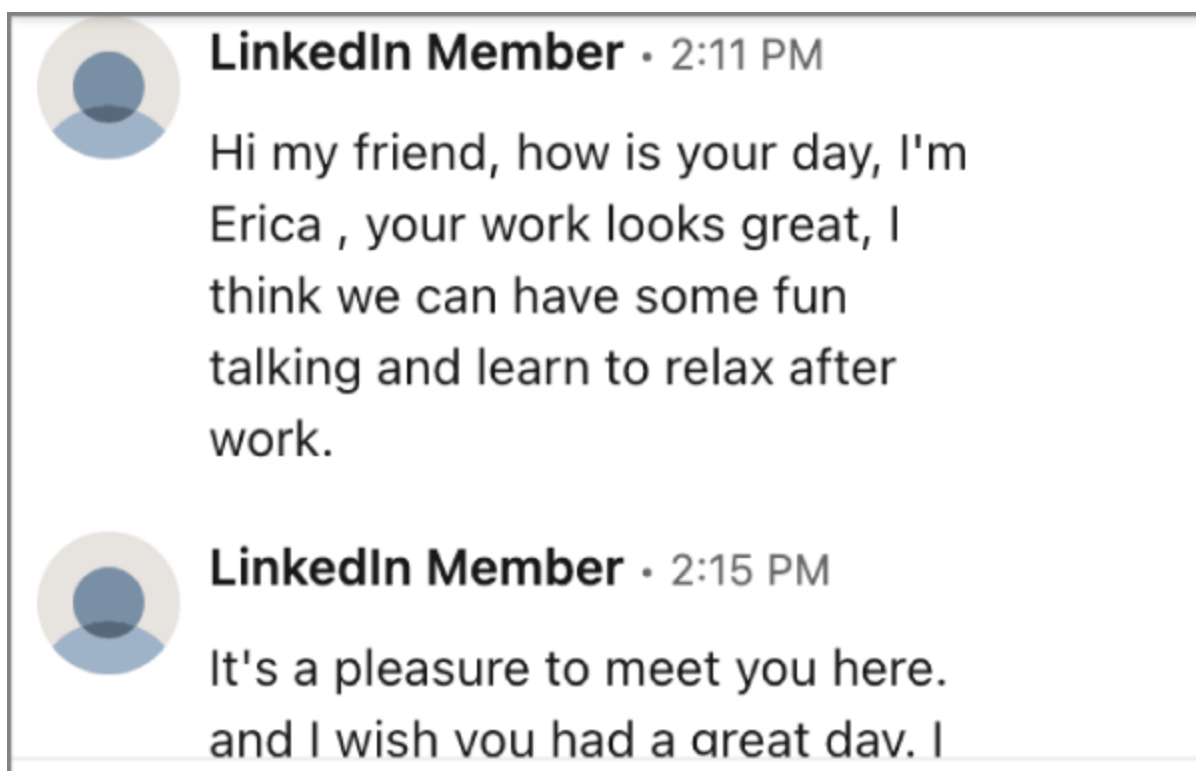 LinkedIn Member • 2:11 PM
Hi my friend, how is your day, I'm
Erica , your work looks great, I
think we can have some fun
talking and learn to relax after
work.
LinkedIn Member • 2:15 PM
It's a pleasure to meet you here.
and I wish you had a great day. I